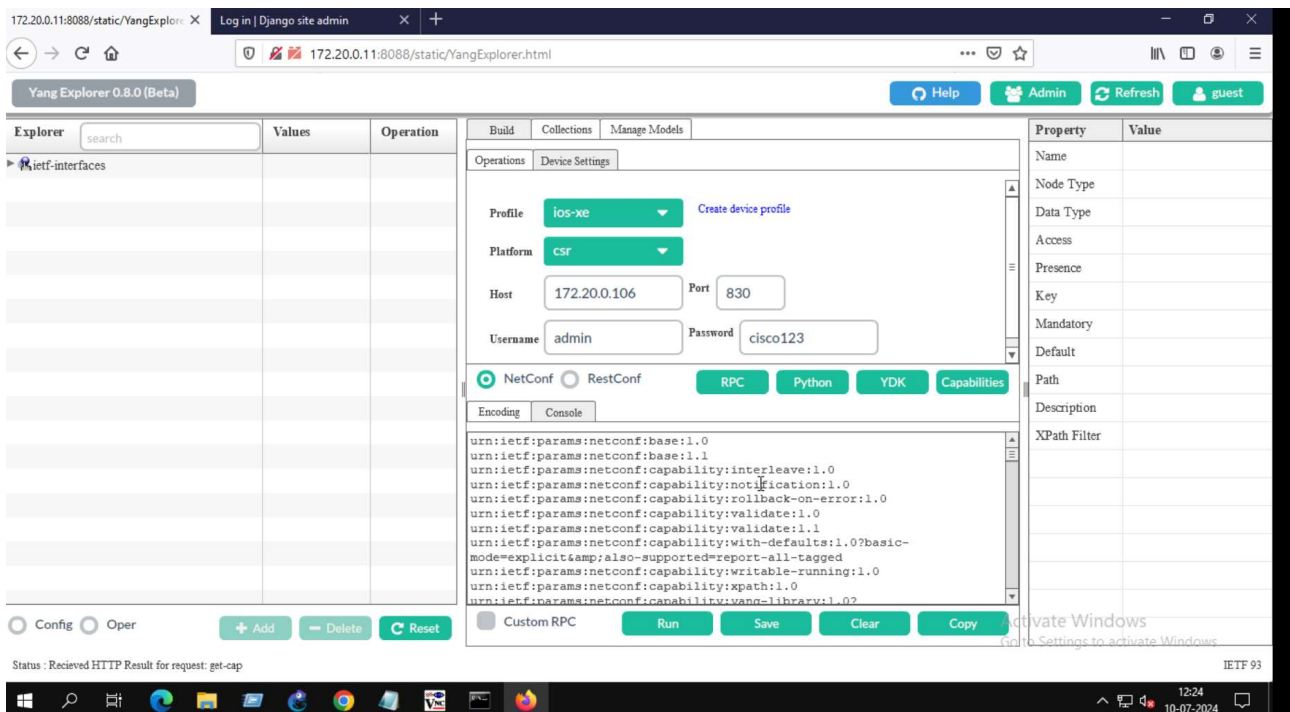 172.20.0.11:8088/static/YangExplore
Log in | Django site admin
172.20.0.11:8088/static/YangExplorer.html
Yang Explorer 0.8.0 (Beta)
Help
Admin
Refresh
guest
Explorer
search
Values
Operation
ietf-interfaces
Build
Collections
Manage Models
Operations
Device Settings
Profile
ios-xe
Create device profile
Platform
csr
Host
172.20.0.106
Port
830
Username
admin
Password
cisco123
NetConf
RestConf
RPC
Python
YDK
Capabilities
Encoding
Console
urn:ietf:params:netconf:base:1.0
urn:ietf:params:netconf:base:1.1
urn:ietf:params:netconf:capability:interleave:1.0
urn:ietf:params:netconf:capability:notification:1.0
urn:ietf:params:netconf:capability:rollback-on-error:1.0
urn:ietf:params:netconf:capability:validate:1.0
urn:ietf:params:netconf:capability:validate:1.1
urn:ietf:params:netconf:capability:with-defaults:1.0?basic-
mode=explicit&amp;also-supported=report-all-tagged
urn:ietf:params:netconf:capability:writable-running:1.0
urn:ietf:params:netconf:capability:xpath:1.0
urn:ietf:params:netconf:capability:yang-library:1.0?
Property
Value
Name
Node Type
Data Type
Access
Presence
Key
Mandatory
Default
Path
Description
XPath Filter
Config
Oper
+ Add
Delete
Reset
Custom RPC
Run
Save
Clear
Copy
Activate Windows
Go to Settings to activate Windows.
Status : Recieved HTTP Result for request: get-cap
IETF 93
12:24
10-07-2024